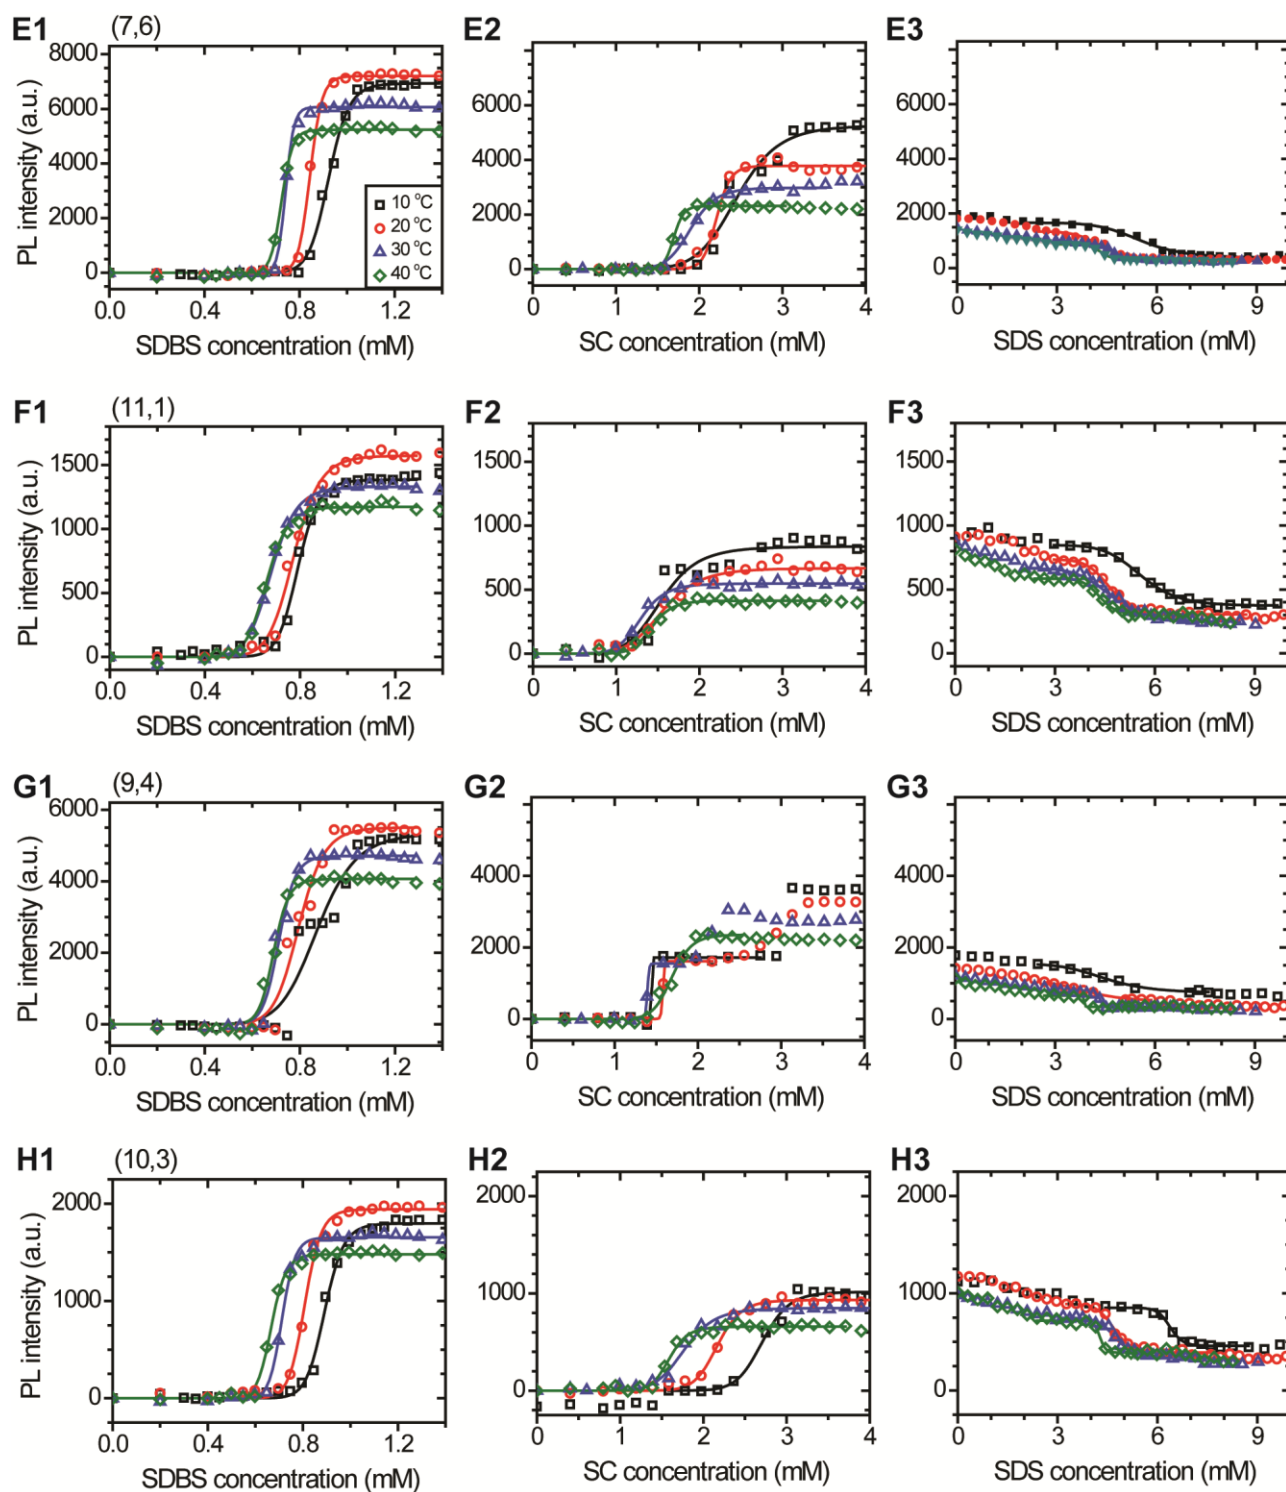 E1 (7,6)
PL intensity (a.u.)
8000
6000
4000
2000
0
0.0 0.4 0.8 1.2
SDBS concentration (mM)
10 °C
20 °C
30 °C
40 °C
E2
6000
4000
2000
0
0 1 2 3 4
SC concentration (mM)
E3
6000
4000
2000
0
0 3 6 9
SDS concentration (mM)
F1 (11,1)
PL intensity (a.u.)
1500
1000
500
0
0.0 0.4 0.8 1.2
SDBS concentration (mM)
F2
1500
1000
500
0
0 1 2 3 4
SC concentration (mM)
F3
1500
1000
500
0
0 3 6 9
SDS concentration (mM)
G1 (9,4)
PL intensity (a.u.)
6000
4000
2000
0
0.0 0.4 0.8 1.2
SDBS concentration (mM)
G2
4000
2000
0
0 1 2 3 4
SC concentration (mM)
G3
4000
2000
0
0 3 6 9
SDS concentration (mM)
H1 (10,3)
PL intensity (a.u.)
2000
1000
0
0.0 0.4 0.8 1.2
SDBS concentration (mM)
H2
2000
1000
0
0 1 2 3 4
SC concentration (mM)
H3
2000
1000
0
0 3 6 9
SDS concentration (mM)